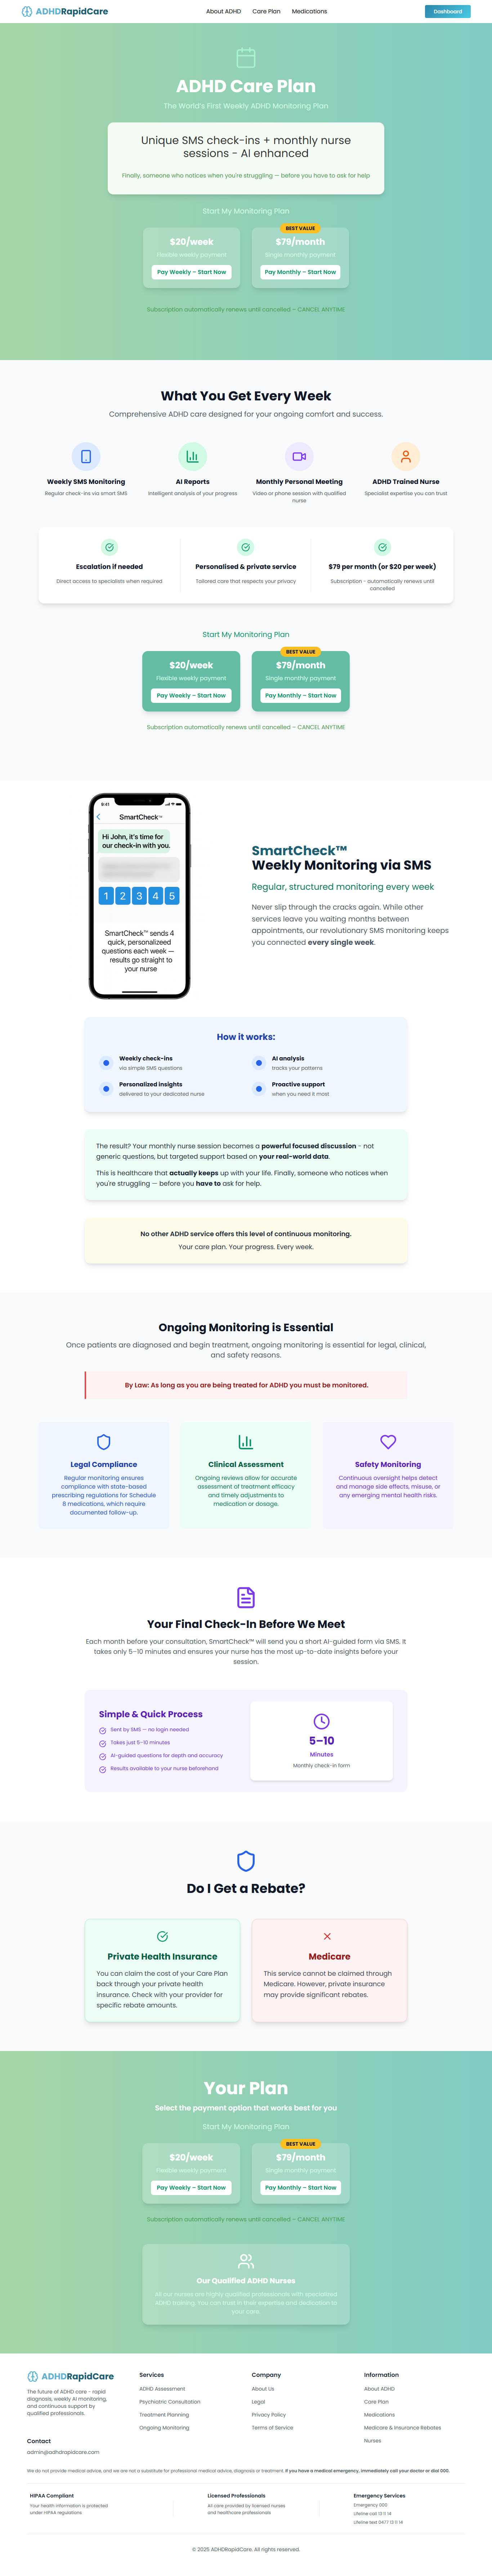 ADHDRapidCare
About ADHD
Care Plan
Medications
Dashboard
ADHD Care Plan
The World's First Weekly ADHD Monitoring Plan
Unique SMS check-ins + monthly nurse
sessions - AI enhanced
Finally, someone who notices when you're struggling — before you have to ask for help
Start My Monitoring Plan
$20/week
Flexible weekly payment
Pay Weekly – Start Now
BEST VALUE
$79/month
Single monthly payment
Pay Monthly – Start Now
Subscription automatically renews until cancelled – CANCEL ANYTIME
What You Get Every Week
Comprehensive ADHD care designed for your ongoing comfort and success.
Weekly SMS Monitoring
Regular check-ins via smart SMS
AI Reports
Intelligent analysis of your progress
Monthly Personal Meeting
Video or phone session with qualified
nurse
ADHD Trained Nurse
Specialist expertise you can trust
Escalation if needed
Direct access to specialists when required
Personalised & private service
Tailored care that respects your privacy
$79 per month (or $20 per week)
Subscription - automatically renews until
cancelled
Start My Monitoring Plan
$20/week
Flexible weekly payment
Pay Weekly – Start Now
BEST VALUE
$79/month
Single monthly payment
Pay Monthly – Start Now
Subscription automatically renews until cancelled – CANCEL ANYTIME
9:41
SmartCheck™
Hi John, it's time for
our check-in with you.
1 2 3 4 5
SmartCheck™ sends 4
quick, personalized
questions each week —
results go straight to
your nurse
SmartCheck™
Weekly Monitoring via SMS
Regular, structured monitoring every week
Never slip through the cracks again. While other
services leave you waiting months between
appointments, our revolutionary SMS monitoring keeps
you connected every single week.
How it works:
Weekly check-ins
via simple SMS questions
AI analysis
tracks your patterns
Personalized insights
delivered to your dedicated nurse
Proactive support
when you need it most
The result? Your monthly nurse session becomes a powerful focused discussion - not
generic questions, but targeted support based on your real-world data.
This is healthcare that actually keeps up with your life. Finally, someone who notices when
you're struggling — before you have to ask for help.
No other ADHD service offers this level of continuous monitoring.
Your care plan. Your progress. Every week.
Ongoing Monitoring is Essential
Once patients are diagnosed and begin treatment, ongoing monitoring is essential for legal, clinical,
and safety reasons.
By Law: As long as you are being treated for ADHD you must be monitored.
Legal Compliance
Regular monitoring ensures
compliance with state-based
prescribing regulations for Schedule
8 medications, which require
documented follow-up.
Clinical Assessment
Ongoing reviews allow for accurate
assessment of treatment efficacy
and timely adjustments to
medication or dosage.
Safety Monitoring
Continuous oversight helps detect
and manage side effects, misuse, or
any emerging mental health risks.
Your Final Check-In Before We Meet
Each month before your consultation, SmartCheck™ will send you a short AI-guided form via SMS. It
takes only 5–10 minutes and ensures your nurse has the most up-to-date insights before your
session.
Simple & Quick Process
Sent by SMS — no login needed
Takes just 5–10 minutes
AI-guided questions for depth and accuracy
Results available to your nurse beforehand
5–10
Minutes
Monthly check-in form
Do I Get a Rebate?
Private Health Insurance
You can claim the cost of your Care Plan
back through your private health
insurance. Check with your provider for
specific rebate amounts.
Medicare
This service cannot be claimed through
Medicare. However, private insurance
may provide significant rebates.
Your Plan
Select the payment option that works best for you
Start My Monitoring Plan
$20/week
Flexible weekly payment
Pay Weekly – Start Now
BEST VALUE
$79/month
Single monthly payment
Pay Monthly – Start Now
Subscription automatically renews until cancelled – CANCEL ANYTIME
Our Qualified ADHD Nurses
All our nurses are highly qualified professionals with specialized
ADHD training. You can trust in their expertise and dedication to
your care.
ADHDRapidCare
The future of ADHD care - rapid
diagnosis, weekly AI monitoring,
and continuous support by
qualified professionals.
Contact
admin@adhdrapidcare.com
Services
ADHD Assessment
Psychiatric Consultation
Treatment Planning
Ongoing Monitoring
Company
About Us
Legal
Privacy Policy
Terms of Service
Information
About ADHD
Care Plan
Medications
Medicare & Insurance Rebates
Nurses
We do not provide medical advice, and we are not a substitute for professional medical advice, diagnosis or treatment. If you have a medical emergency, immediately call your doctor or dial 000.
HIPAA Compliant
Your health information is protected
under HIPAA regulations
Licensed Professionals
All care provided by licensed nurses
and healthcare professionals
Emergency Services
Emergency 000
Lifeline call 13 11 14
Lifeline text 0477 13 11 14
© 2025 ADHDRapidCare. All rights reserved.